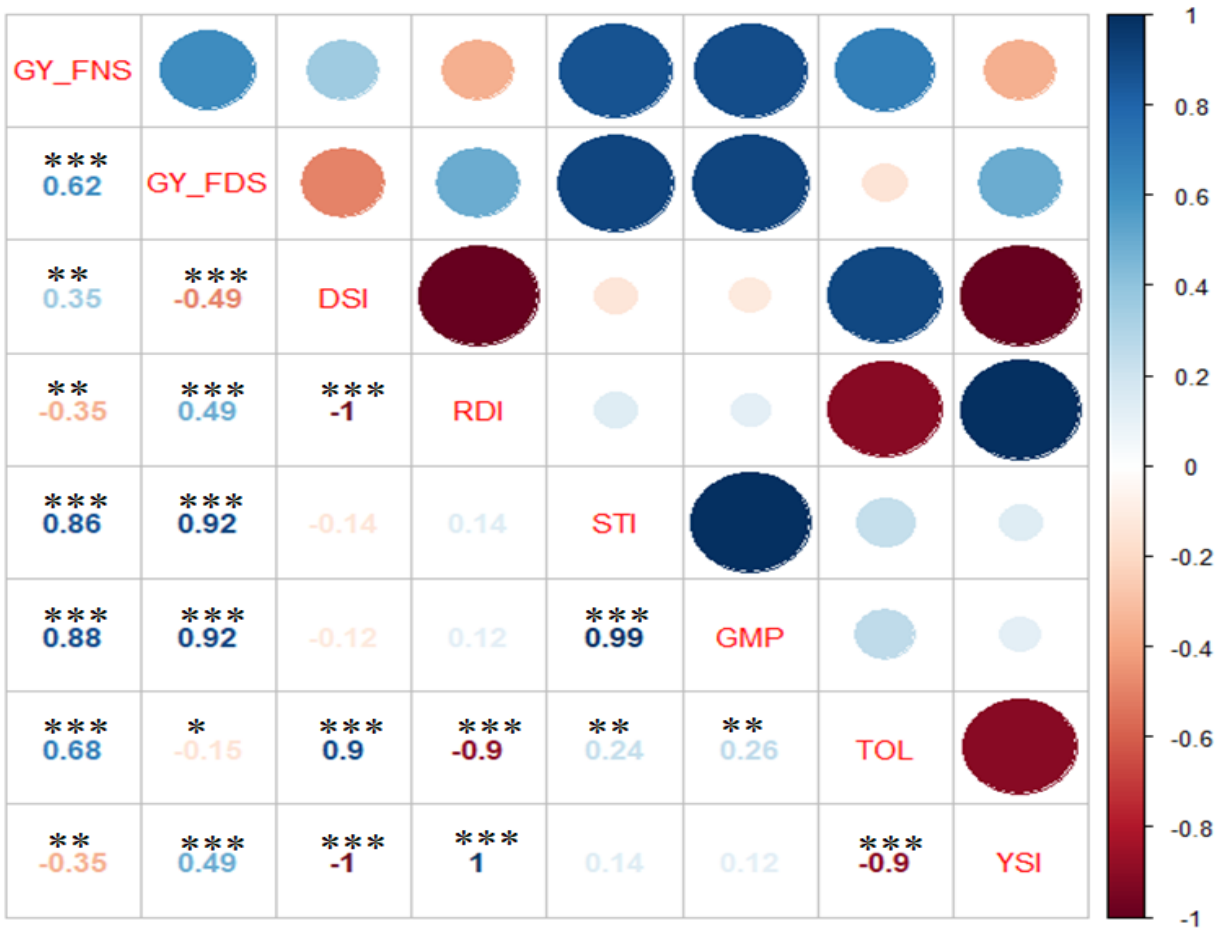 GY_FNS
1
0.8
*** 
0.62 GY_FDS
0.6
** ***
0.35 -0.49 DSI
0.4
** *** ***
-0.35 0.49 -1 RDI
0.2
0
*** ***
0.86 0.92 -0.14 0.14 STI
-0.2
*** *** ***
0.88 0.92 -0.12 0.12 0.99 GMP
-0.4
*** * *** *** ** **
0.68 -0.15 0.9 -0.9 0.24 0.26 TOL
-0.6
-0.8
** *** *** *** ***
-0.35 0.49 -1 1 0.14 0.12 -0.9 YSI
-1